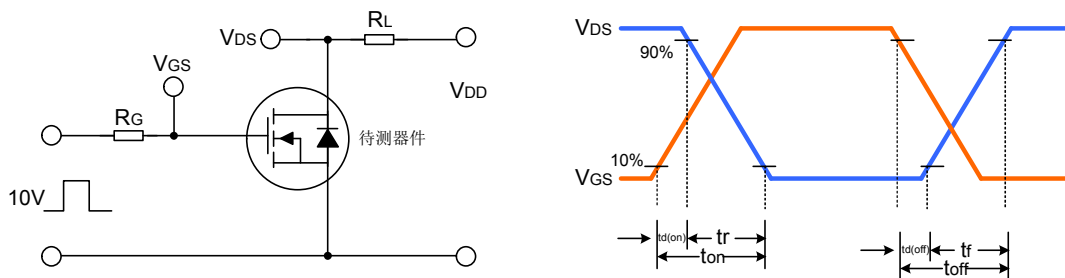 RL
VDS
VGS
VDD
RG
待测器件
10V
VDS
90%
10%
VGS
td(on)
tr
ton
td(off)
tf
toff